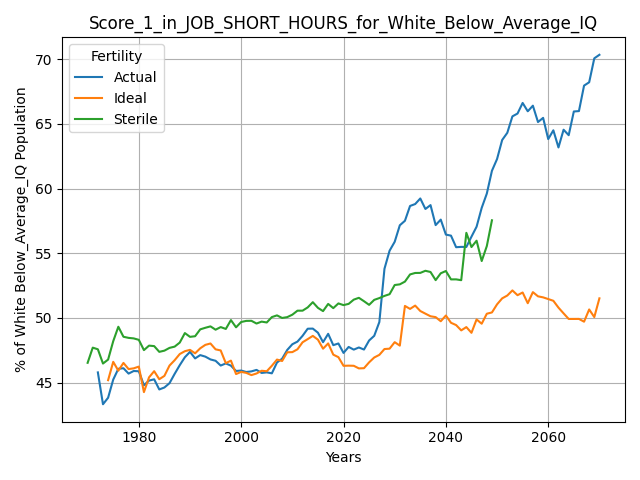 Score_1_in_JOB_SHORT_HOURS_for_White_Below_Average_IQ
Fertility
Actual
Ideal
Sterile
% of White Below_Average_IQ Population
70
65
60
55
50
45
1980
2000
2020
2040
2060
Years